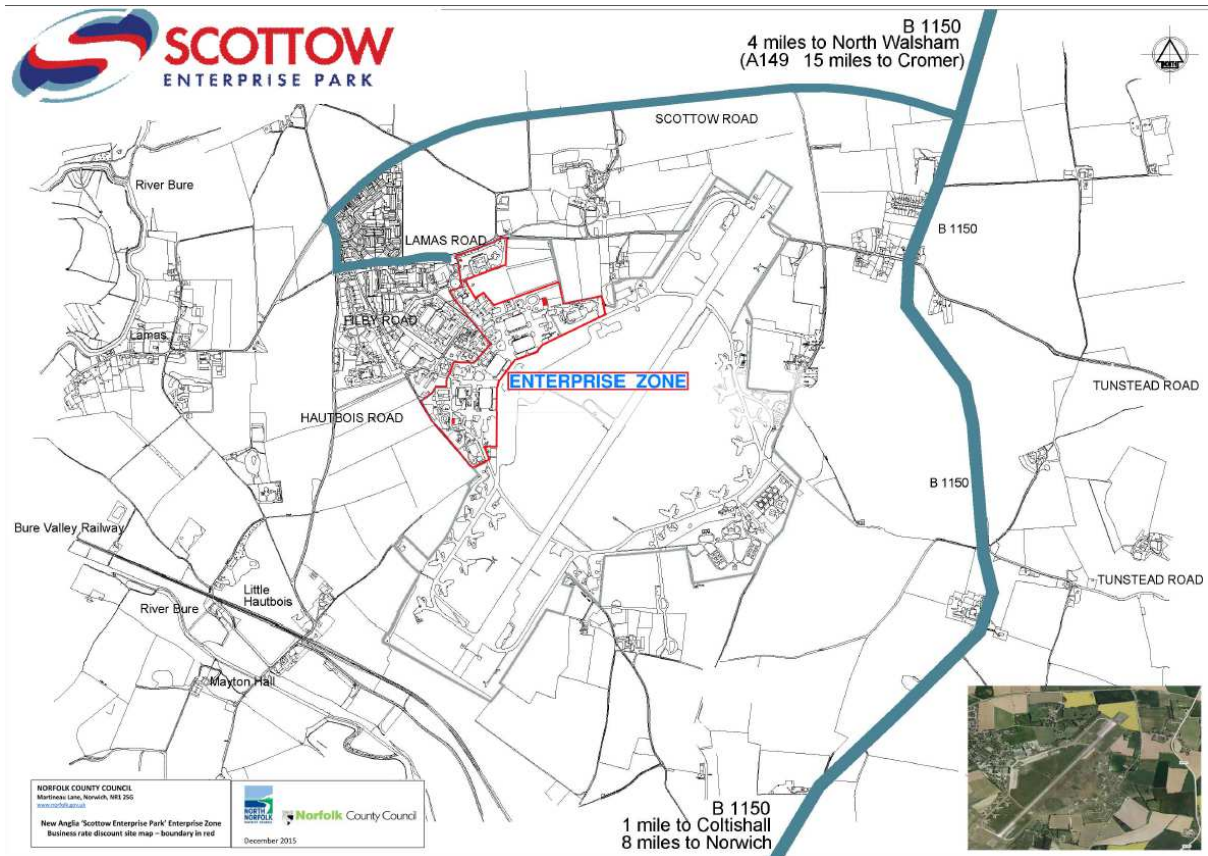 SCOTTOW
ENTERPRISE PARK
B 1150
4 miles to North Walsham
(A149 15 miles to Cromer)
SCOTTOW ROAD
River Bure
B 1150
LAMAS ROAD
FILBY ROAD
Lamas
ENTERPRISE ZONE
TUNSTEAD ROAD
HAUTBOIS ROAD
B 1150
Bure Valley Railway
TUNSTEAD ROAD
Little
Hautbois
River Bure
Mayton Hall
NORFOLK COUNTY COUNCIL
Martineau Lane, Norwich, NR1 2SG
www.norfolk.gov.uk
New Anglia 'Scottow Enterprise Park' Enterprise Zone
Business rate discount site map – boundary in red
NORTH
NORFOLK
Norfolk County Council
December 2015
B 1150
1 mile to Coltishall
8 miles to Norwich